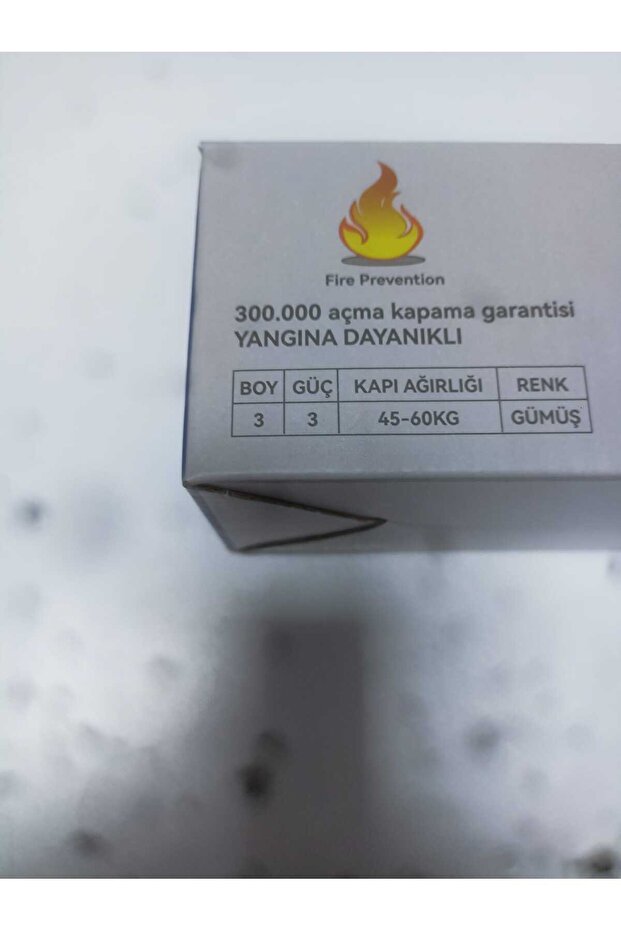 Fire Prevention
300.000 açma kapama garantisi
YANGINA DAYANIKLI
BOY GÜÇ KAPI AĞIRLIĞI RENK
3 3 45-60KG GÜMÜŞ